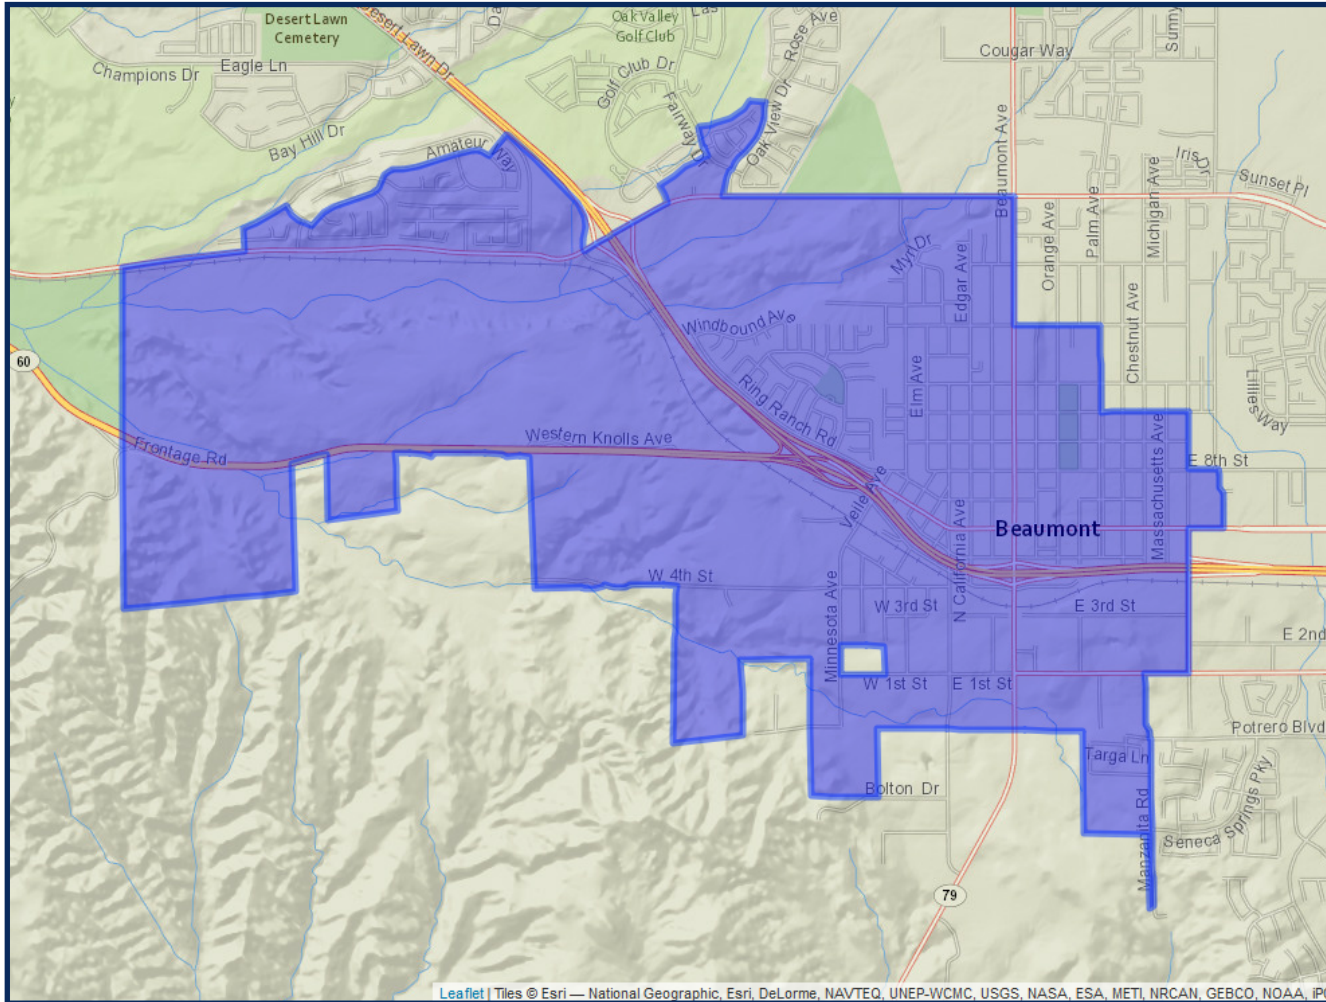 Desert Lawn
Cemetery
Desert Lawn Dr
Oak Valley
Golf Club
Rose Ave
Cougar Way
Sunny
Champions Dr
Eagle Ln
Golf Club Dr
Fairway Dr
Oak View Dr
Bay Hill Dr
Amateur Way
Beaumont Ave
Iris Dr
Sunset Pl
Orange Ave
Palm Ave
Michigan Ave
Myrl Dr
Edgar Ave
Chestnut Ave
Windbound Ave
60
Elm Ave
Ring Ranch Rd
Lillies Way
Frontage Rd
Western Knolls Ave
Massachusetts Ave
E 8th St
Velle Ave
Beaumont
N California Ave
W 4th St
Minnesota Ave
W 3rd St
E 3rd St
E 2nd
W 1st St
E 1st St
Potrero Blvd
Targa Ln
Bolton Dr
Manzanita Rd
Seneca Springs Pky
79
Leaflet | Tiles © Esri — National Geographic, Esri, DeLorme, NAVTEQ, UNEP-WCMC, USGS, NASA, ESA, METI, NRCAN, GEBCO, NOAA, iP